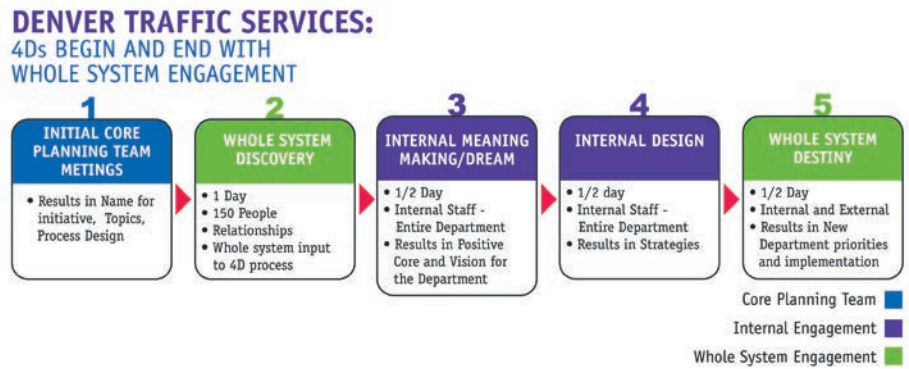 DENVER TRAFFIC SERVICES:
4Ds BEGIN AND END WITH
WHOLE SYSTEM ENGAGEMENT
1
INITIAL CORE
PLANNING TEAM
METINGS
• Results in Name for
initiative, Topics,
Process Design
2
WHOLE SYSTEM
DISCOVERY
• 1 Day
• 150 People
• Relationships
• Whole system input
to 4D process
3
INTERNAL MEANING
MAKING/DREAM
• 1/2 Day
• Internal Staff -
Entire Department
• Results in Positive
Core and Vision for
the Department
4
INTERNAL DESIGN
• 1/2 day
• Internal Staff -
Entire Department
• Results in Strategies
5
WHOLE SYSTEM
DESTINY
• 1/2 Day
• Internal and External
• Results in New
Department priorities
and implementation
Core Planning Team
Internal Engagement
Whole System Engagement